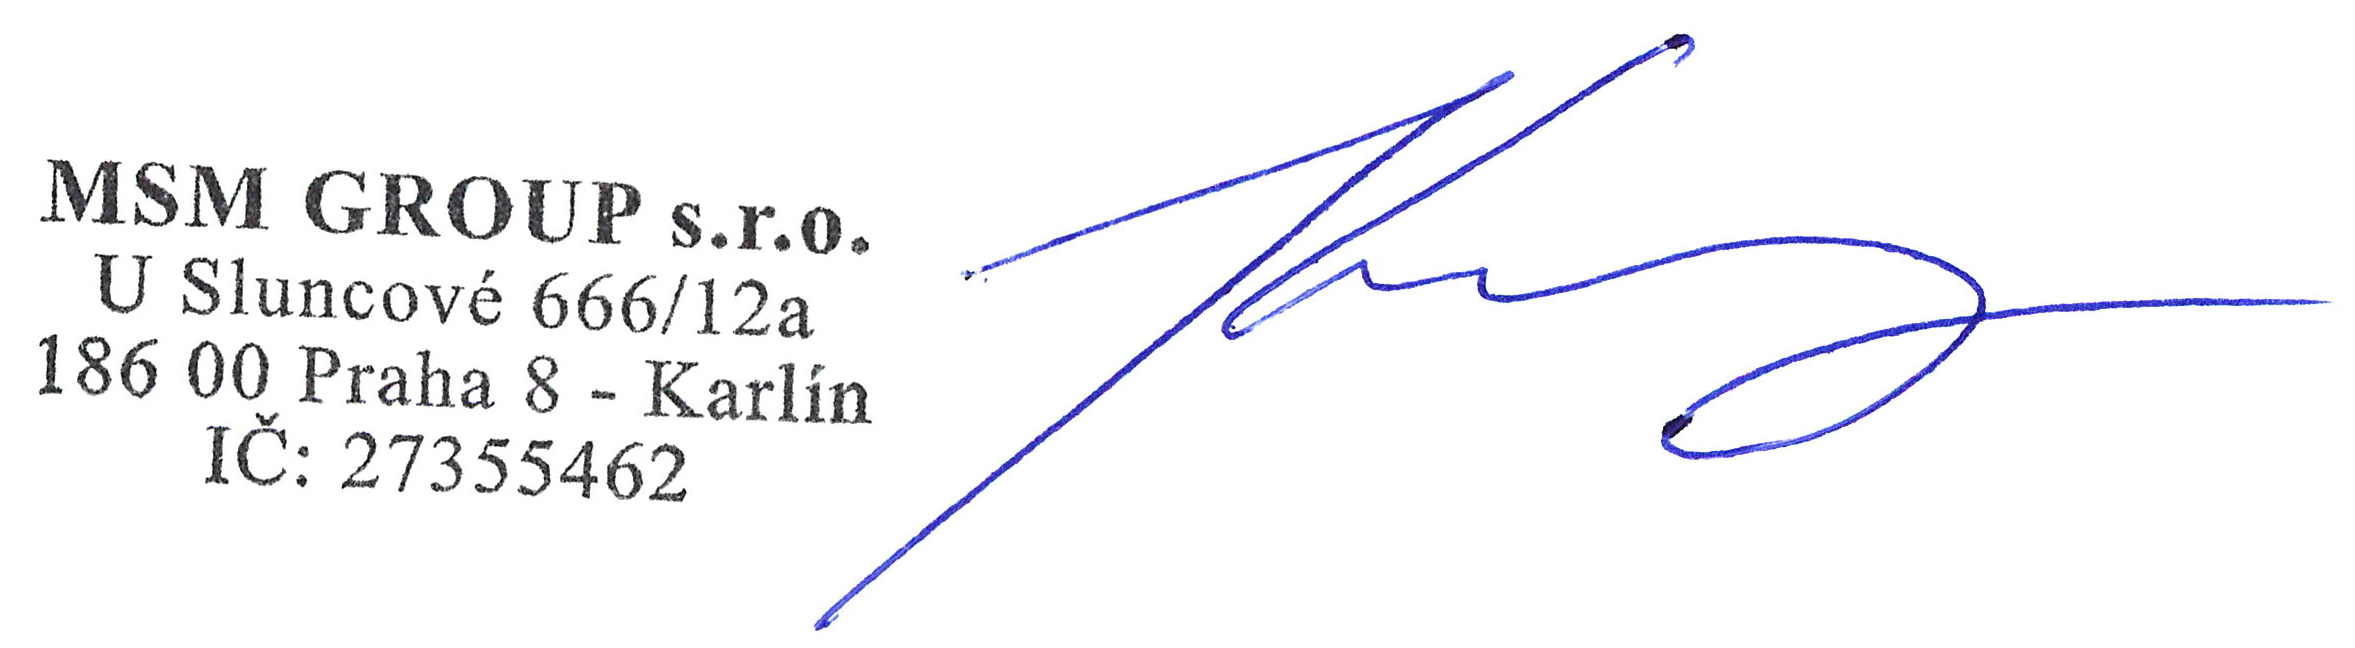 MSM GROUP s.r.o.
U Sluncové 666/12a
186 00 Praha 8 - Karlín
IČ: 27355462